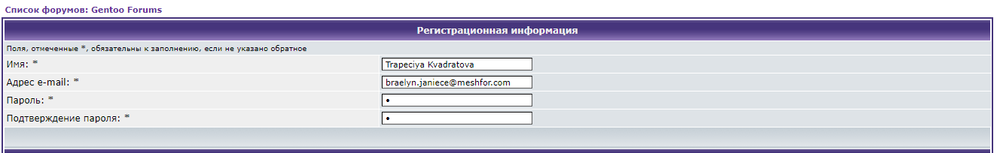 Список форумов: Gentoo Forums
Регистрационная информация
Поля, отмеченные *, обязательны к заполнению, если не указано обратное
Имя: * Trapeciya Kvadratova
Адрес e-mail: * braelyn.janiece@meshfor.com
Пароль: * •
Подтверждение пароля: * •